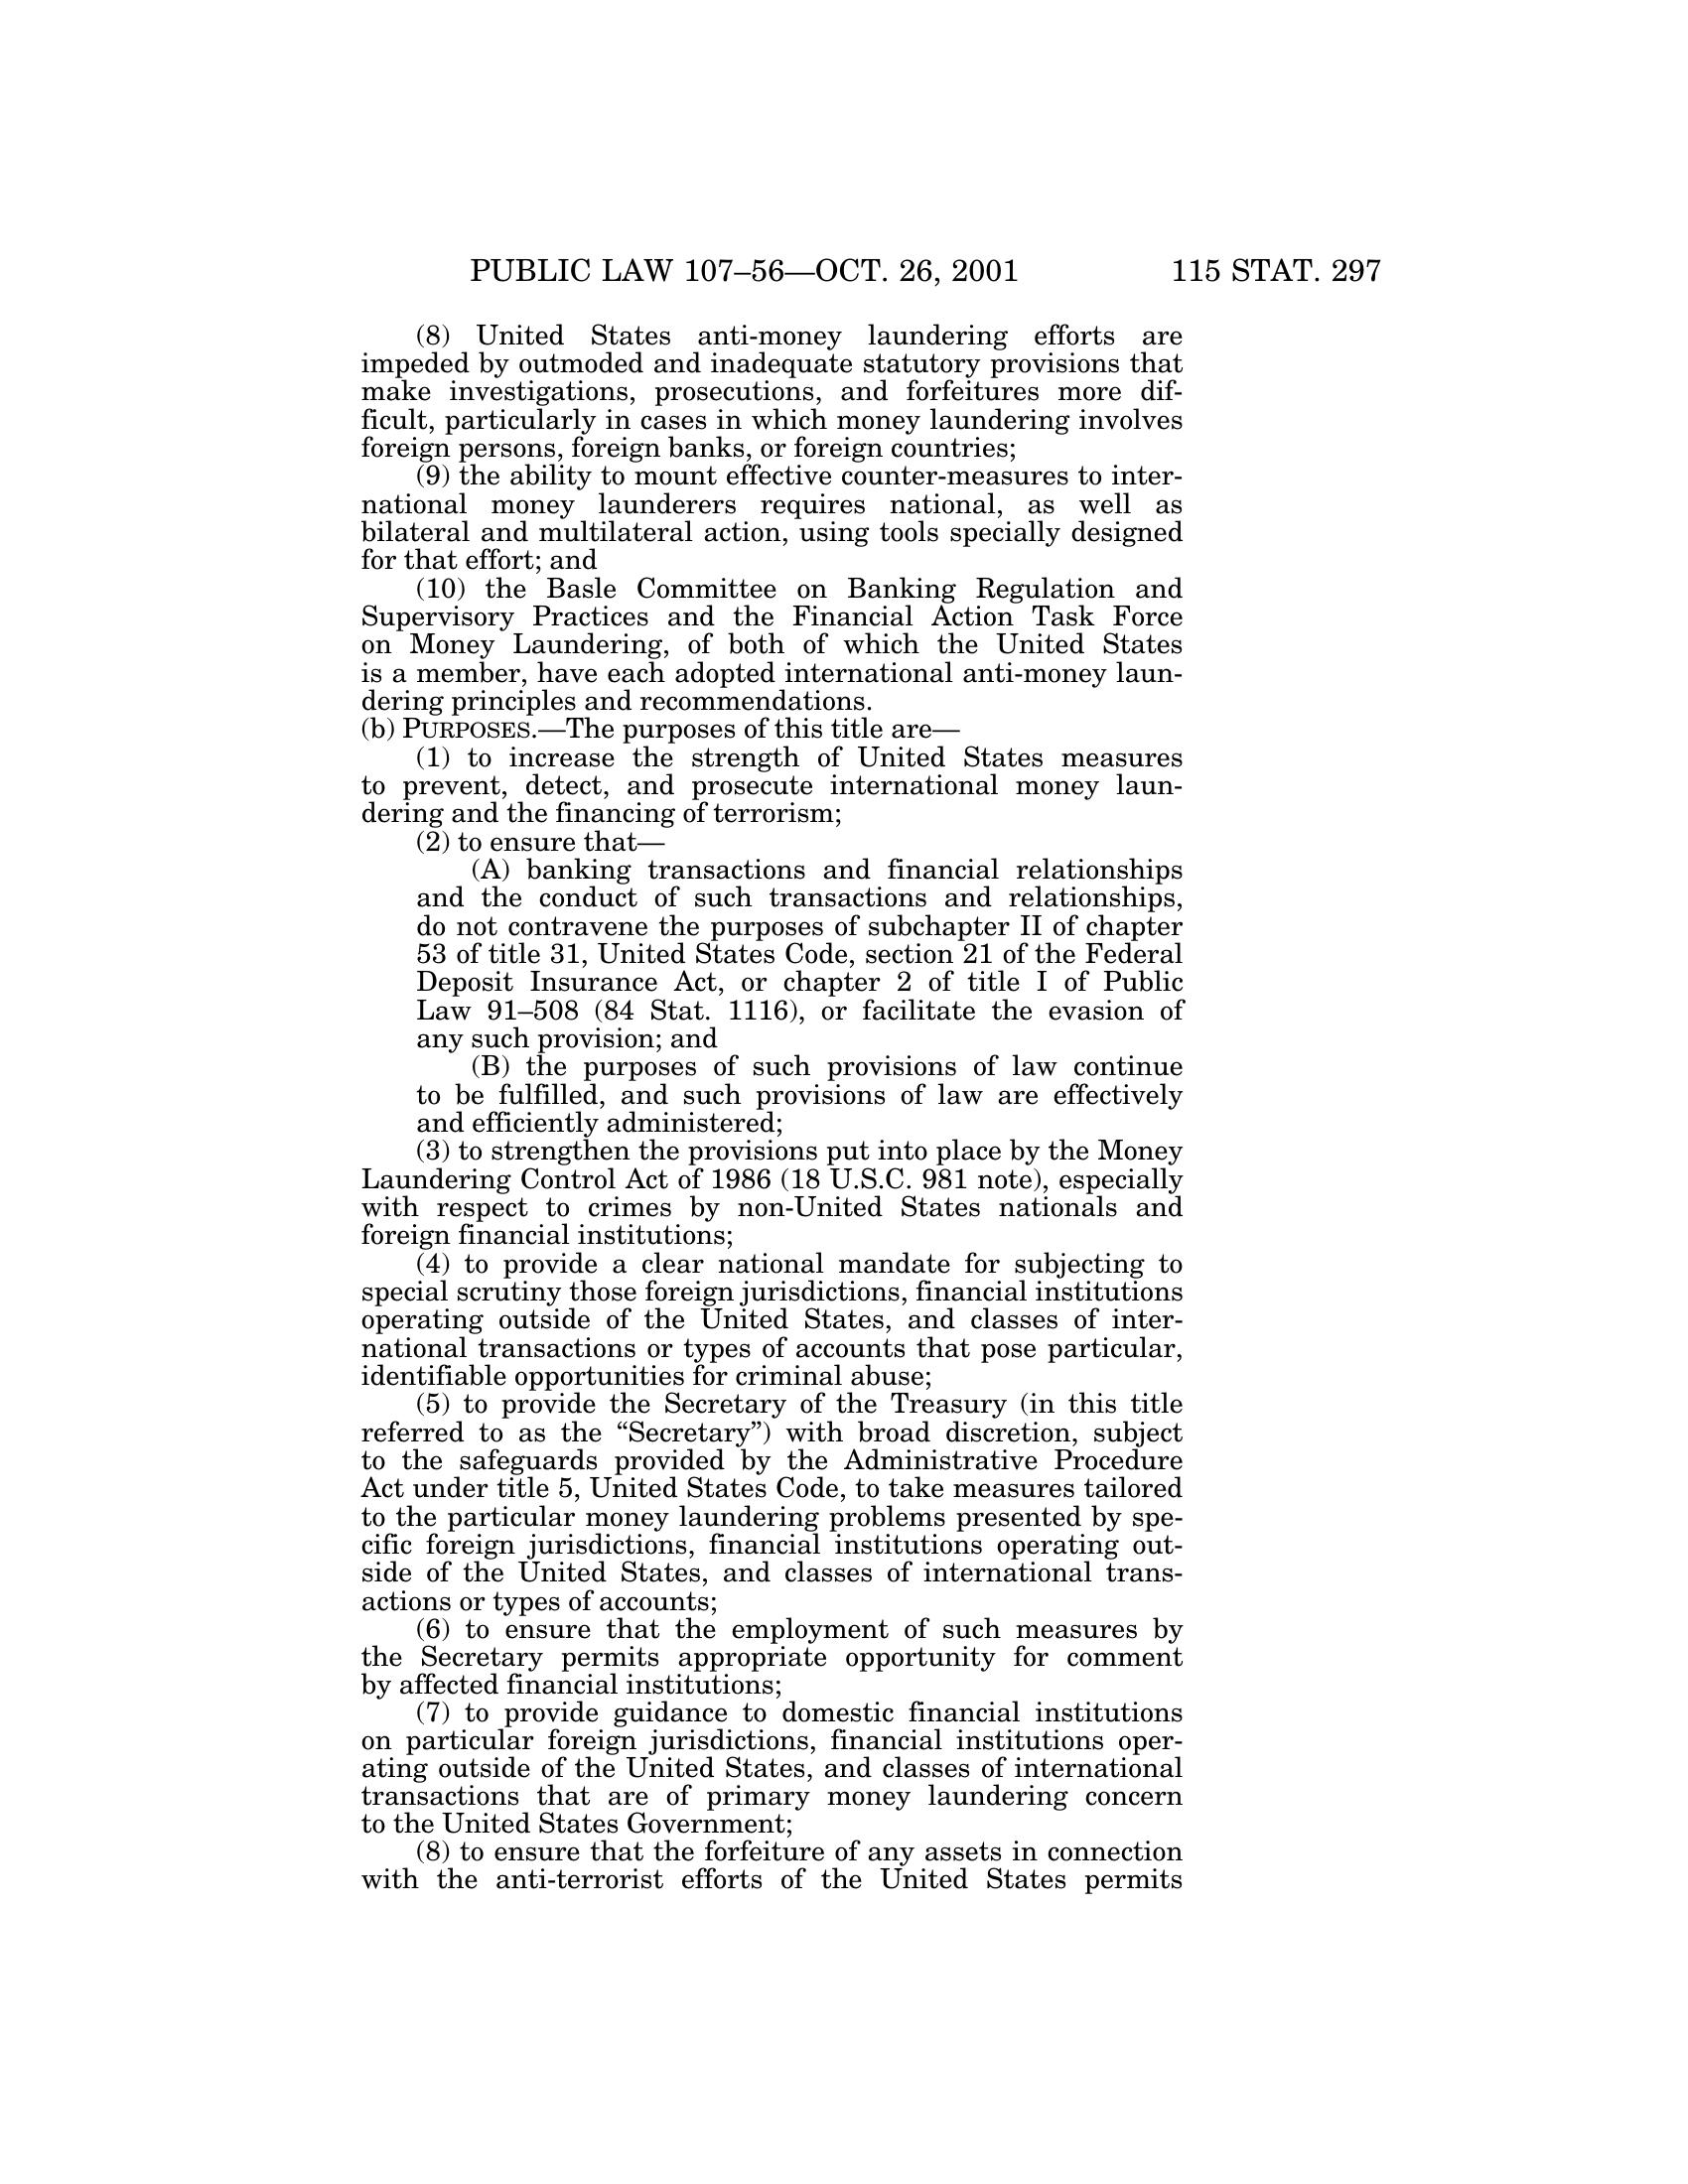 PUBLIC LAW 107–56—OCT. 26, 2001 115 STAT. 297
(8) United States anti-money laundering efforts are
impeded by outmoded and inadequate statutory provisions that
make investigations, prosecutions, and forfeitures more dif-
ficult, particularly in cases in which money laundering involves
foreign persons, foreign banks, or foreign countries;
(9) the ability to mount effective counter-measures to inter-
national money launderers requires national, as well as
bilateral and multilateral action, using tools specially designed
for that effort; and
(10) the Basle Committee on Banking Regulation and
Supervisory Practices and the Financial Action Task Force
on Money Laundering, of both of which the United States
is a member, have each adopted international anti-money laun-
dering principles and recommendations.
(b) PURPOSES.—The purposes of this title are—
(1) to increase the strength of United States measures
to prevent, detect, and prosecute international money laun-
dering and the financing of terrorism;
(2) to ensure that—
(A) banking transactions and financial relationships
and the conduct of such transactions and relationships,
do not contravene the purposes of subchapter II of chapter
53 of title 31, United States Code, section 21 of the Federal
Deposit Insurance Act, or chapter 2 of title I of Public
Law 91–508 (84 Stat. 1116), or facilitate the evasion of
any such provision; and
(B) the purposes of such provisions of law continue
to be fulfilled, and such provisions of law are effectively
and efficiently administered;
(3) to strengthen the provisions put into place by the Money
Laundering Control Act of 1986 (18 U.S.C. 981 note), especially
with respect to crimes by non-United States nationals and
foreign financial institutions;
(4) to provide a clear national mandate for subjecting to
special scrutiny those foreign jurisdictions, financial institutions
operating outside of the United States, and classes of inter-
national transactions or types of accounts that pose particular,
identifiable opportunities for criminal abuse;
(5) to provide the Secretary of the Treasury (in this title
referred to as the “Secretary”) with broad discretion, subject
to the safeguards provided by the Administrative Procedure
Act under title 5, United States Code, to take measures tailored
to the particular money laundering problems presented by spe-
cific foreign jurisdictions, financial institutions operating out-
side of the United States, and classes of international trans-
actions or types of accounts;
(6) to ensure that the employment of such measures by
the Secretary permits appropriate opportunity for comment
by affected financial institutions;
(7) to provide guidance to domestic financial institutions
on particular foreign jurisdictions, financial institutions oper-
ating outside of the United States, and classes of international
transactions that are of primary money laundering concern
to the United States Government;
(8) to ensure that the forfeiture of any assets in connection
with the anti-terrorist efforts of the United States permits